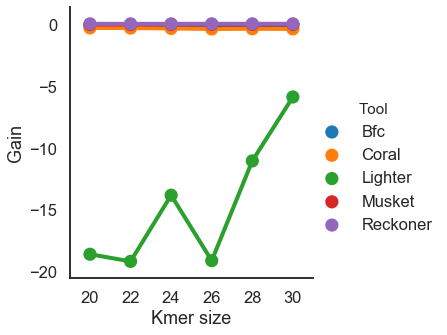 0
−5
−10
−15
−20
Gain
20 22 24 26 28 30
Kmer size
Tool
Bfc
Coral
Lighter
Musket
Reckoner